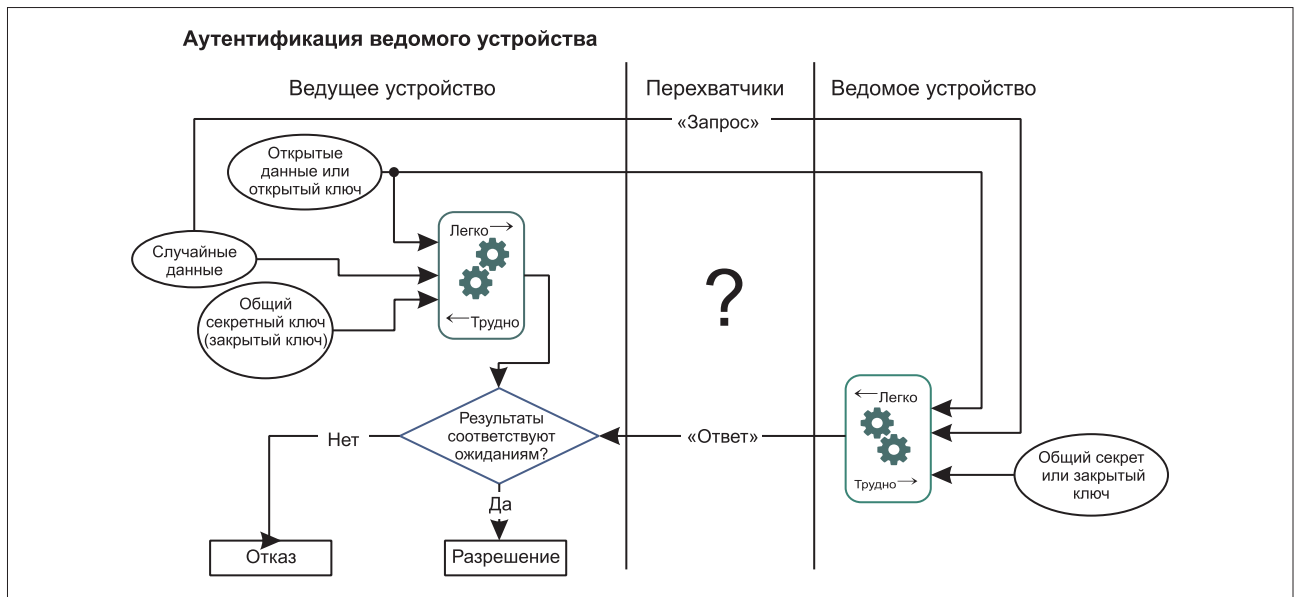 Аутентификация ведомого устройства
Ведущее устройство
Перехватчики
Ведомое устройство
«Запрос»
Открытые
данные или
открытый ключ
Легко
Случайные
данные
Общий
секретный ключ
(закрытый ключ)
Трудно
?
Легко
Результаты
соответствуют
ожиданиям?
Нет
«Ответ»
Общий секрет
или закрытый
ключ
Трудно
Да
Отказ
Разрешение